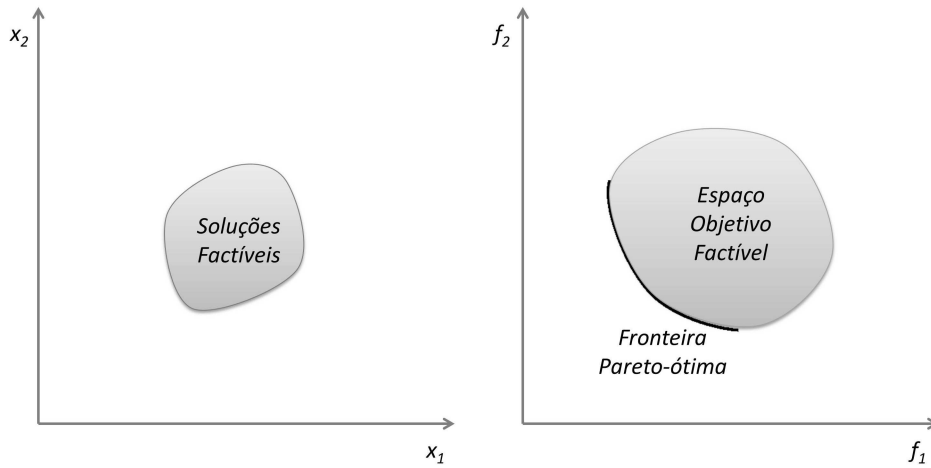 x2
Soluções
Factíveis
x1
f2
Espaço
Objetivo
Factível
Fronteira
Pareto-ótima
f1